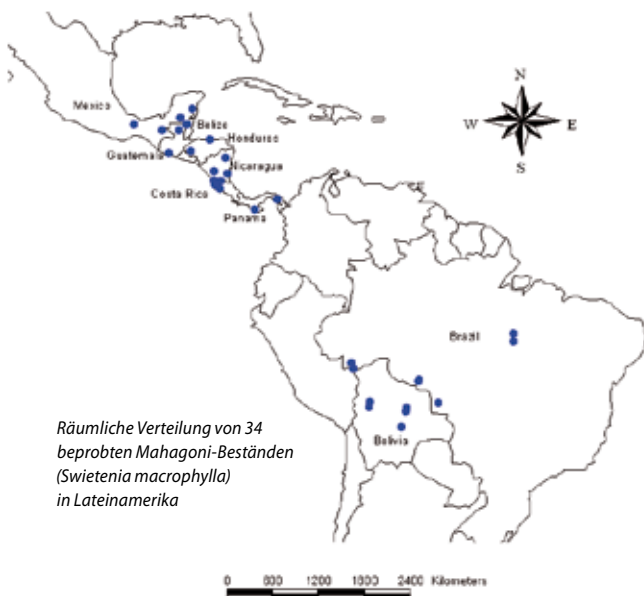 N
W E
S
Mexico
Belize
Honduras
Guatemala
Nicaragua
Costa Rica
Panama
Brazil
Bolivia
Räumliche Verteilung von 34
beprobten Mahagoni-Beständen
(Swietenia macrophylla)
in Lateinamerika
0 600 1200 1800 2400 Kilometers